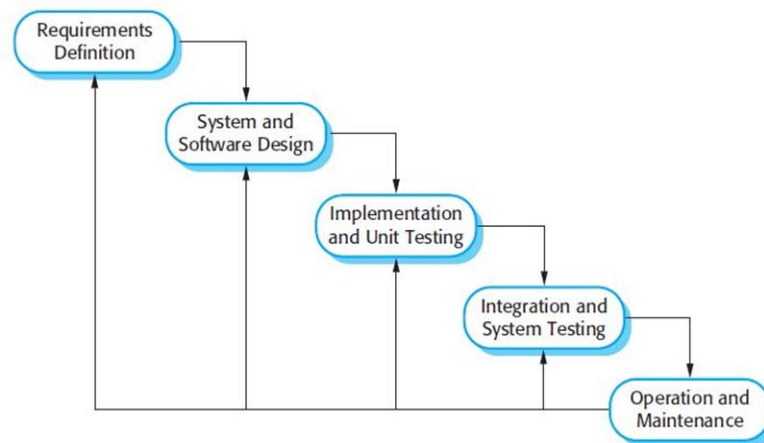 Requirements
Definition
System and
Software Design
Implementation
and Unit Testing
Integration and
System Testing
Operation and
Maintenance